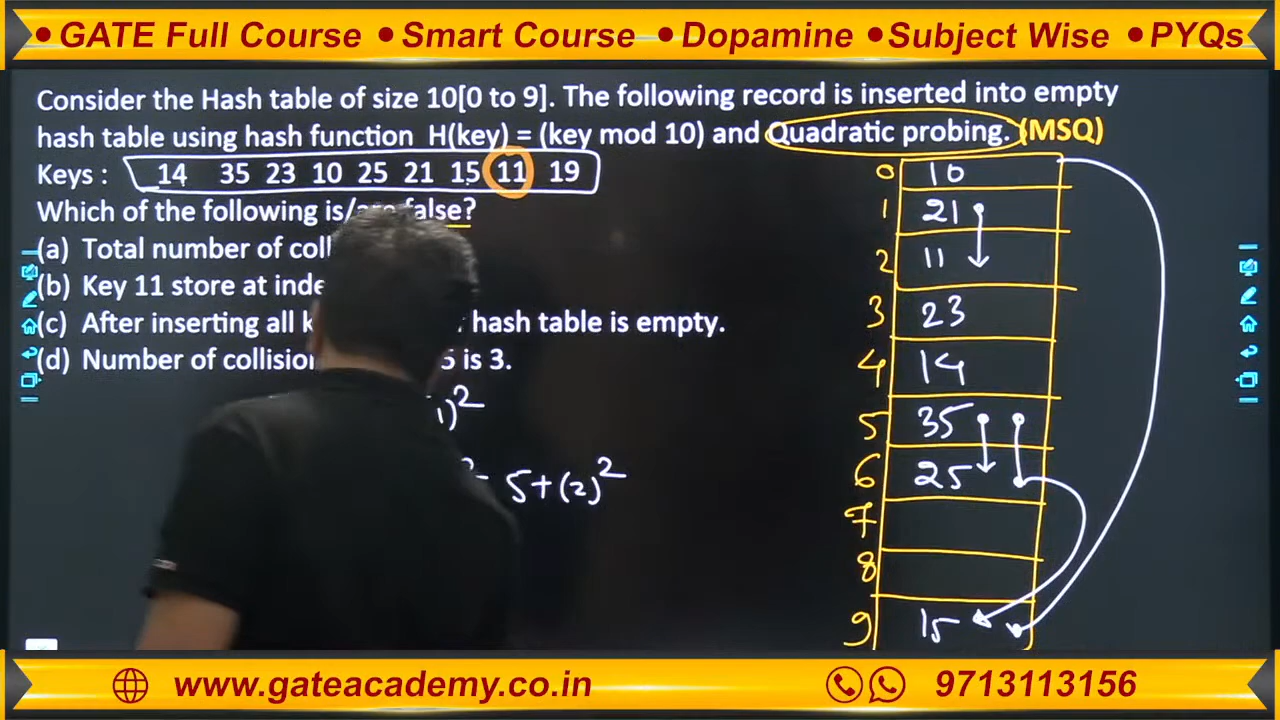 • GATE Full Course • Smart Course • Dopamine • Subject Wise • PYQs
Consider the Hash table of size 10[0 to 9]. The following record is inserted into empty
hash table using hash function H(key) = (key mod 10) and Quadratic probing. (MSQ)
Keys : 14 35 23 10 25 21 15 11 19
Which of the following is/are false?
(a) Total number of coll
(b) Key 11 store at inde
(c) After inserting all k hash table is empty.
(d) Number of collision 5 is 3.
1)²
5+(2)²
0 10
1 21
2 11
3 23
4 14
5 35
6 25
7
8
9 15
www.gateacademy.co.in 9713113156